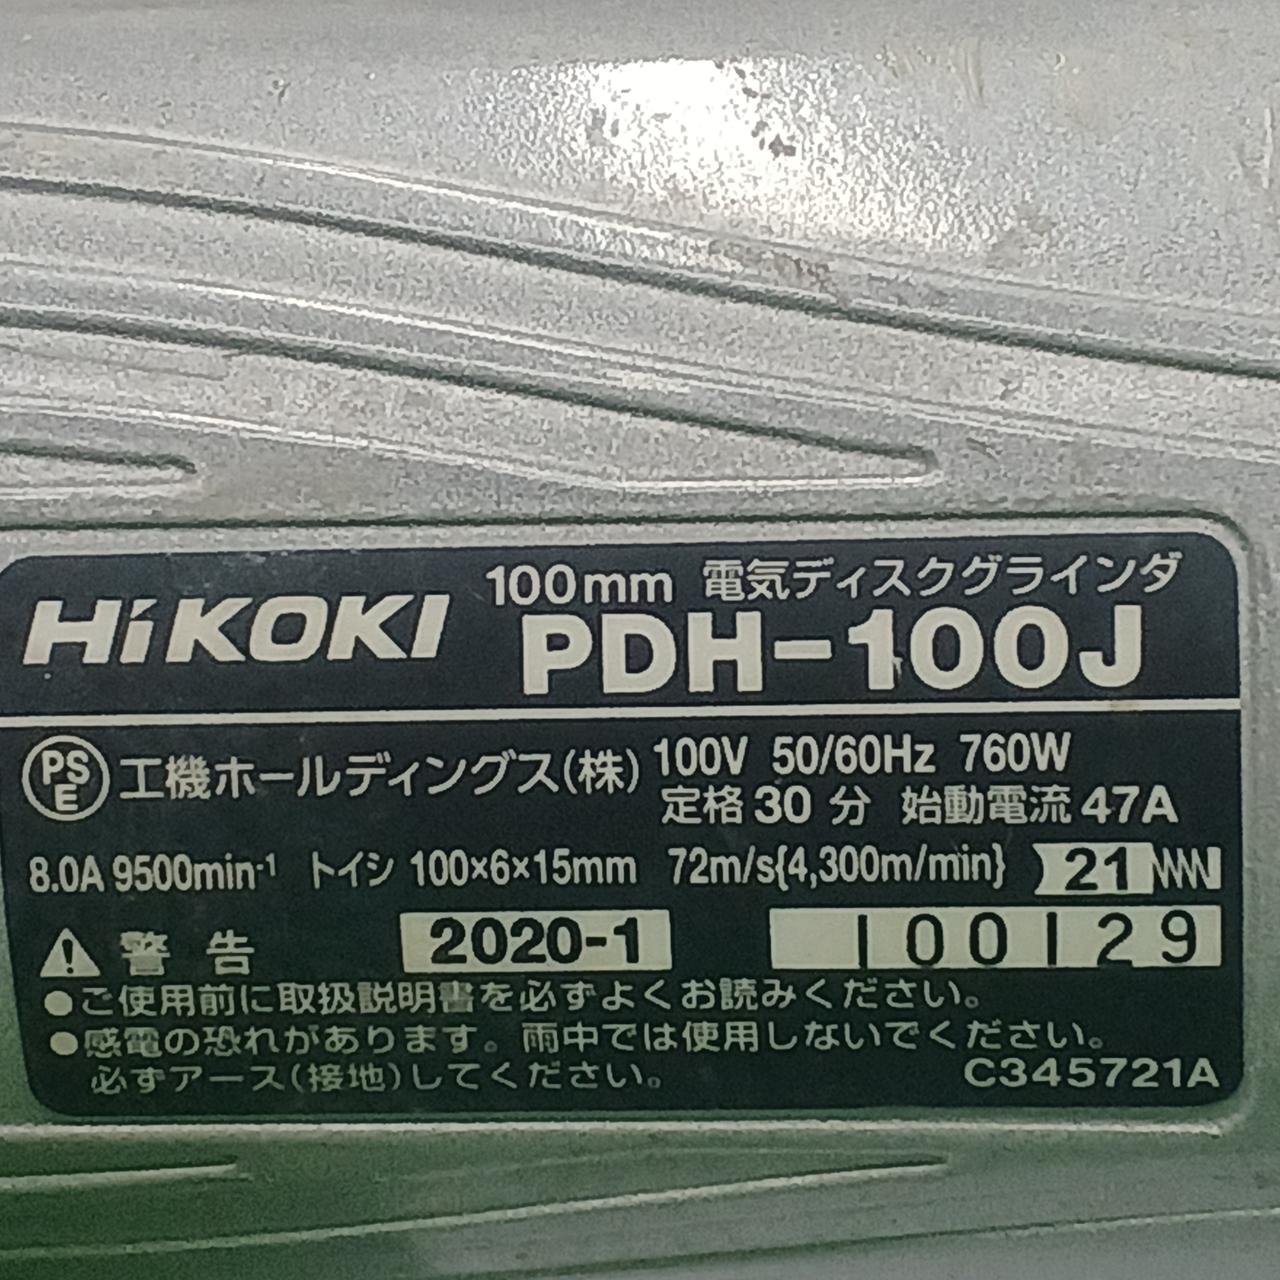 HiKOKI
100mm 電気ディスクグラインダ
PDH-100J
PS E 工機ホールディングス(株)
100V 50/60Hz 760W
定格30分 始動電流47A
8.0A 9500min-1 トイシ 100×6×15mm 72m/s{4,300m/min} 21
⚠警告 2020-1 100129
●ご使用前に取扱説明書を必ずよくお読みください。
●感電の恐れがあります。雨中では使用しないでください。
必ずアース(接地)してください。 C345721A